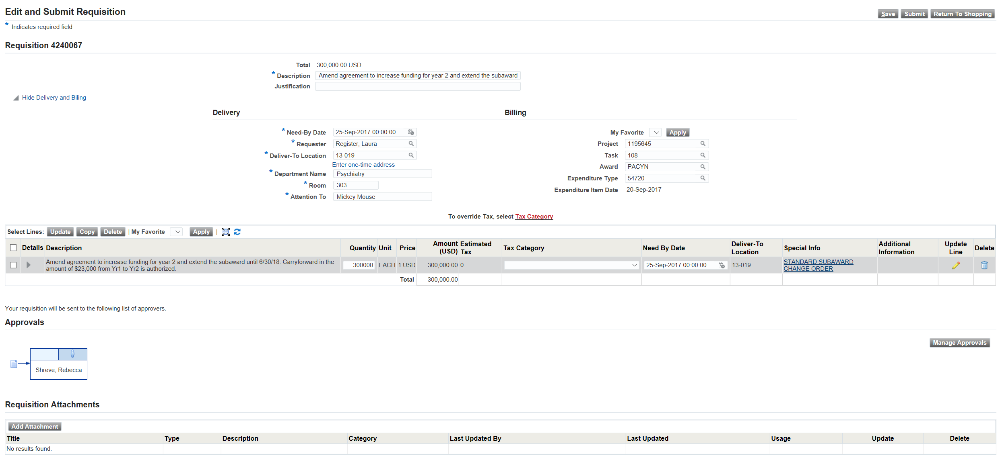 Edit and Submit Requisition
Save Submit Return To Shopping
* Indicates required field
Requisition 4240067
Total 300,000.00 USD
* Description Amend agreement to increase funding for year 2 and extend the subaward
Justification
Hide Delivery and Biling
Delivery Billing
* Need-By Date 25-Sep-2017 00:00:00 My Favorite Apply
* Requester Register, Laura Project 1195645
* Deliver-To Location 13-019 Task 108
Enter one-time address Award PACYN
* Department Name Psychiatry Expenditure Type 54720
* Room 303 Expenditure Item Date 20-Sep-2017
* Attention To Mickey Mouse
To override Tax, select Tax Category
Select Lines: Update Copy Delete | My Favorite Apply |
Details Description Quantity Unit Price Amount (USD) Estimated Tax Tax Category Need By Date Deliver-To Location Special Info Additional Information Update Line Delete
Amend agreement to increase funding for year 2 and extend the subaward until 6/30/18. Carryforward in the
amount of $23,000 from Yr1 to Yr2 is authorized.
300000 EACH 1 USD 300,000.00 0 25-Sep-2017 00:00:00 13-019
STANDARD SUBAWARD
CHANGE ORDER
Total 300,000.00
Your requisition will be sent to the following list of approvers.
Approvals
Manage Approvals
Shreve, Rebecca
Requisition Attachments
Add Attachment
Title Type Description Category Last Updated By Last Updated Usage Update Delete
No results found.